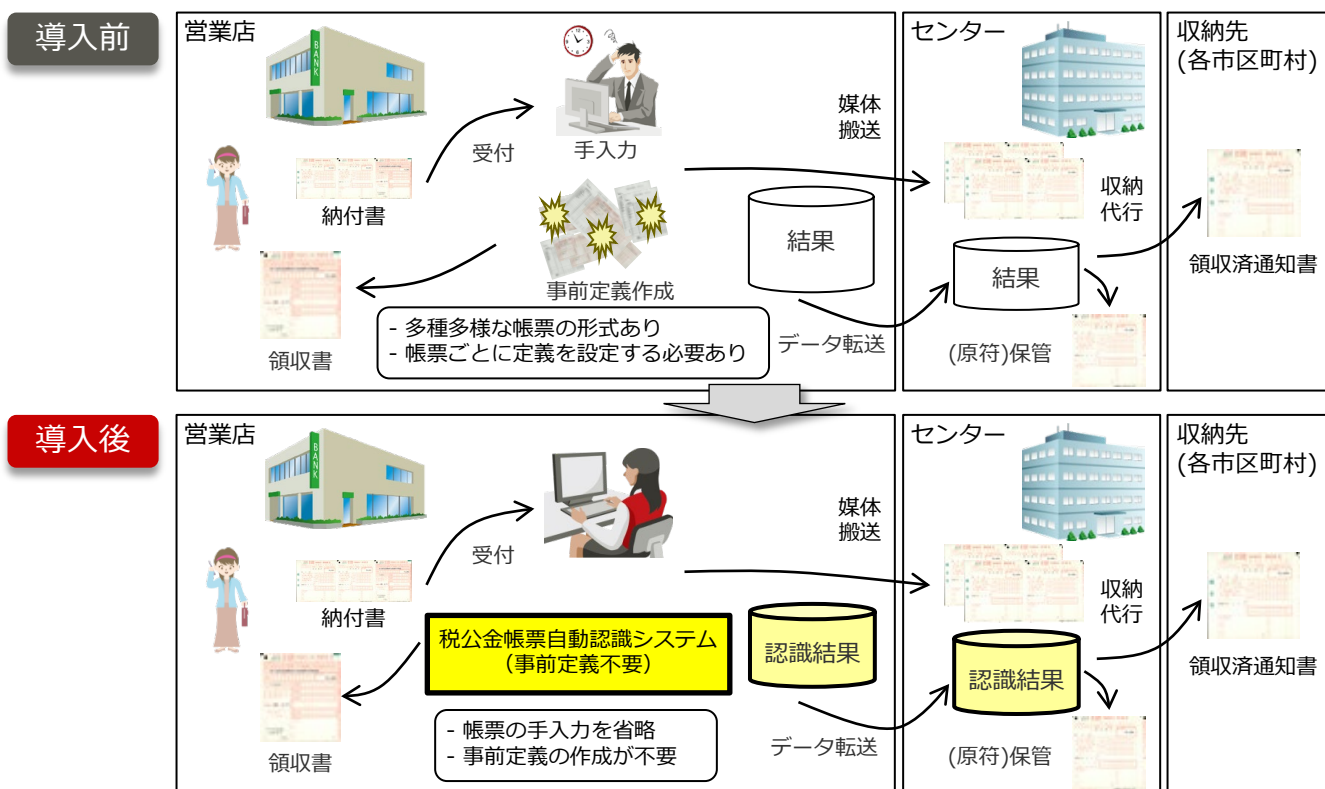 導入前
営業店
BANK
受付
手入力
納付書
領収書
事前定義作成
- 多種多様な帳票の形式あり
- 帳票ごとに定義を設定する必要あり
媒体
搬送
結果
データ転送
センター
収納
代行
結果
(原符)保管
収納先
(各市区町村)
領収済通知書
導入後
営業店
BANK
受付
納付書
領収書
税公金帳票自動認識システム
（事前定義不要）
- 帳票の手入力を省略
- 事前定義の作成が不要
媒体
搬送
認識結果
データ転送
センター
収納
代行
認識結果
(原符)保管
収納先
(各市区町村)
領収済通知書